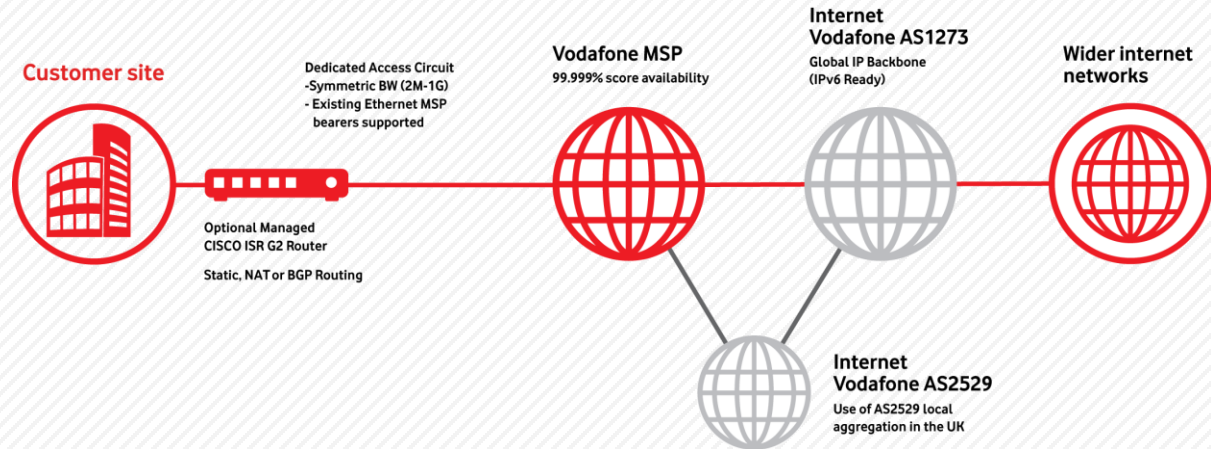 Customer site
Dedicated Access Circuit
-Symmetric BW (2M-1G)
- Existing Ethernet MSP
bearers supported
Optional Managed
CISCO ISR G2 Router
Static, NAT or BGP Routing
Vodafone MSP
99.999% score availability
Internet
Vodafone AS1273
Global IP Backbone
(IPv6 Ready)
Wider internet
networks
Internet
Vodafone AS2529
Use of AS2529 local
aggregation in the UK